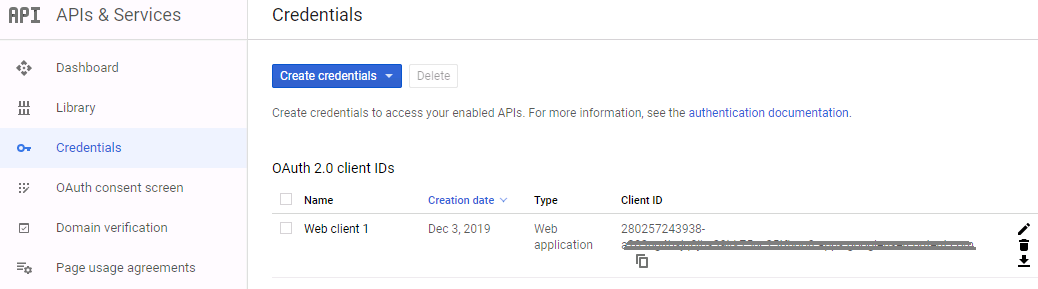 API APIs & Services
Credentials
Dashboard
Library
Credentials
OAuth consent screen
Domain verification
Page usage agreements
Create credentials
Delete
Create credentials to access your enabled APIs. For more information, see the authentication documentation.
OAuth 2.0 client IDs
Name Creation date Type Client ID
Web client 1 Dec 3, 2019 Web 280257243938-
application